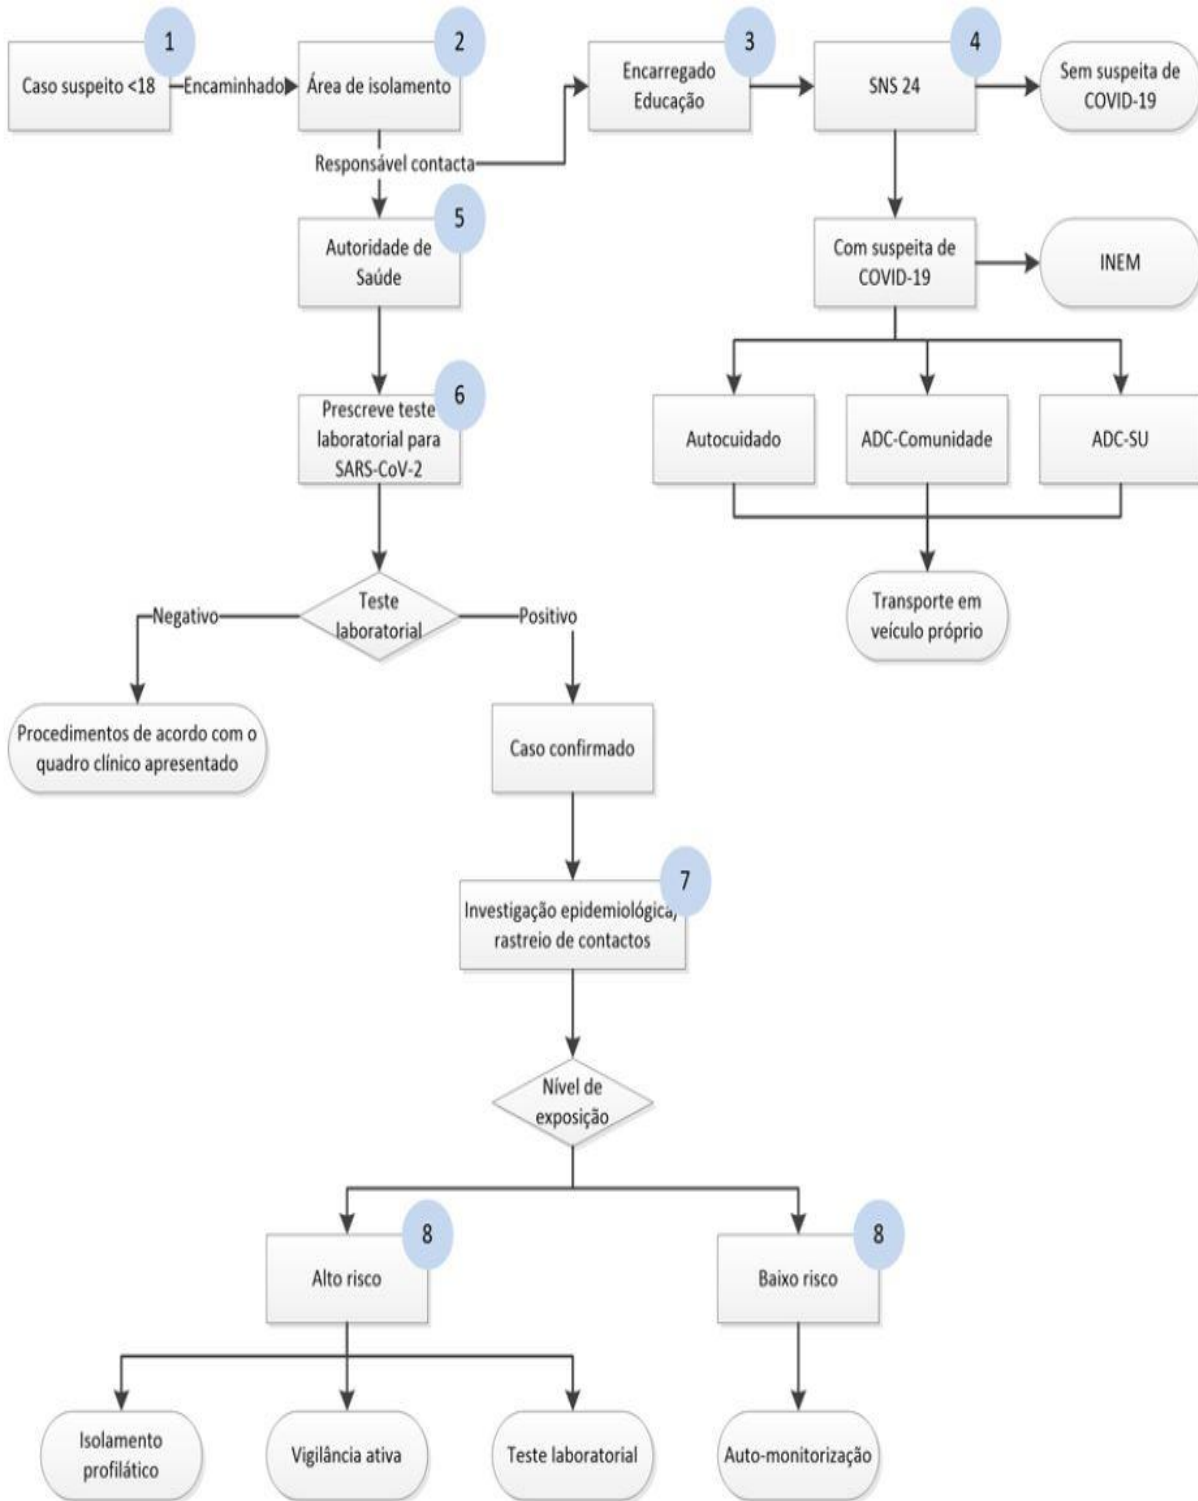 1
2
3
4
Caso suspeito <18
Encaminhado
Área de isolamento
Encarregado
Educação
SNS 24
Sem suspeita de
COVID-19
Responsável contacta
5
Autoridade de
Saúde
Com suspeita de
COVID-19
INEM
6
Prescreve teste
laboratorial para
SARS-CoV-2
Autocuidado
ADC-Comunidade
ADC-SU
Negativo
Teste
laboratorial
Positivo
Transporte em
veículo próprio
Procedimentos de acordo com o
quadro clínico apresentado
Caso confirmado
7
Investigação epidemiológica/
rastreio de contactos
Nível de
exposição
8
8
Alto risco
Baixo risco
Isolamento
profilático
Vigilância ativa
Teste laboratorial
Auto-monitorização